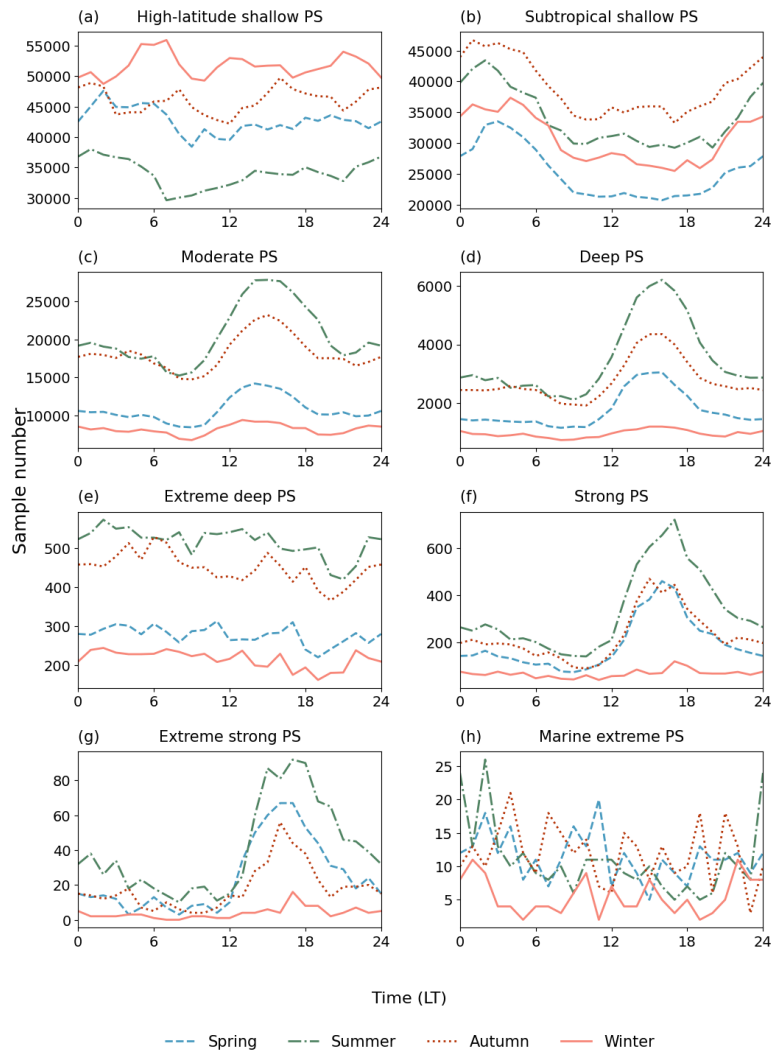 (a) High-latitude shallow PS
55000
50000
45000
40000
35000
30000
0 6 12 18 24
(b) Subtropical shallow PS
45000
40000
35000
30000
25000
20000
0 6 12 18 24
(c) Moderate PS
25000
20000
15000
10000
0 6 12 18 24
(d) Deep PS
6000
4000
2000
0 6 12 18 24
(e) Extreme deep PS
500
400
300
200
0 6 12 18 24
(f) Strong PS
600
400
200
0 6 12 18 24
(g) Extreme strong PS
80
60
40
20
0
0 6 12 18 24
(h) Marine extreme PS
25
20
15
10
5
0 6 12 18 24
Sample number
Time (LT)
Spring Summer Autumn Winter